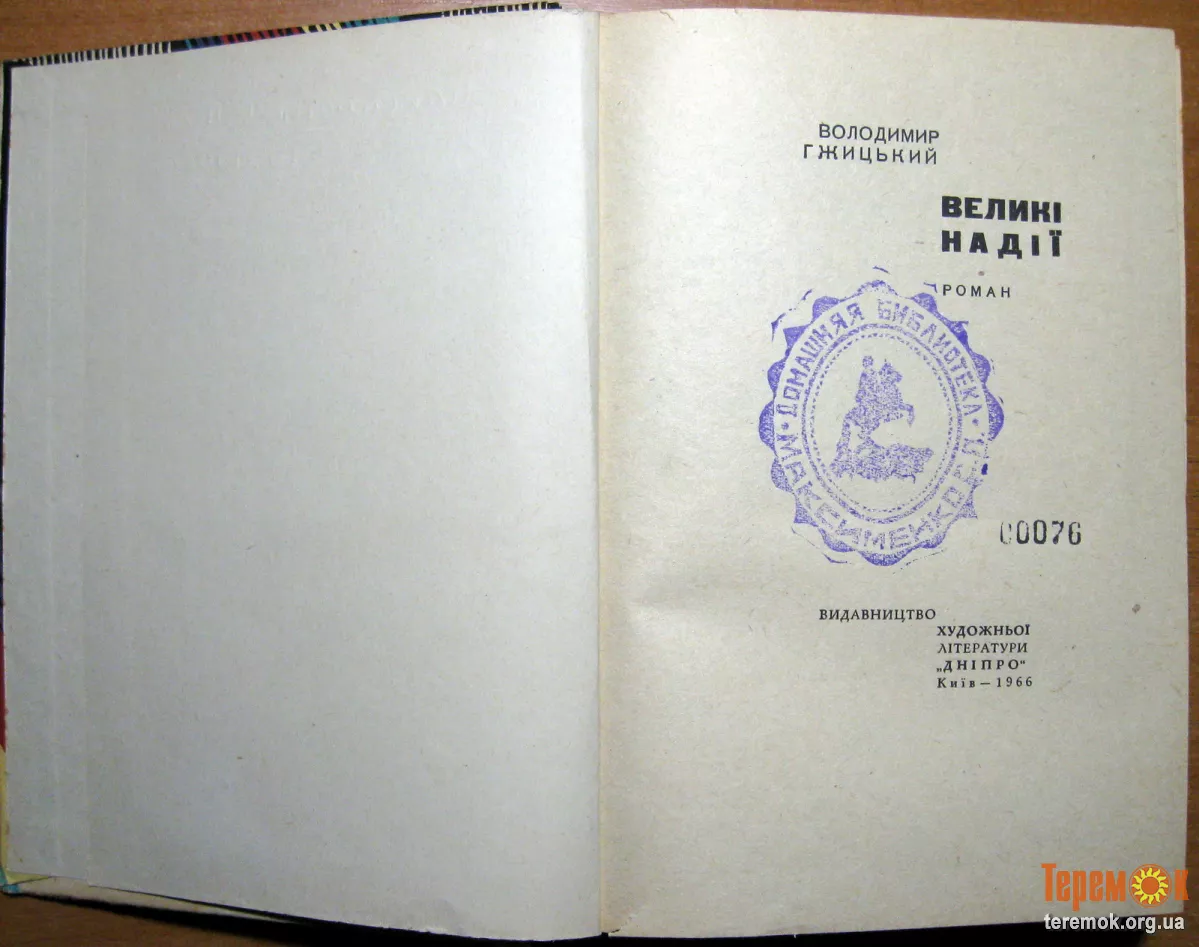 ВОЛОДИМИР
ГЖИЦЬКИЙ
ВЕЛИКІ
НАДІЇ
РОМАН
ДОМАШНЯЯ БИБЛИОТЕКА
МАКСИМЕНКО
00076
ВИДАВНИЦТВО
ХУДОЖНЬОЇ
ЛІТЕРАТУРИ
„ДНІПРО"
Київ — 1966
ТеремОк
teremok.org.ua